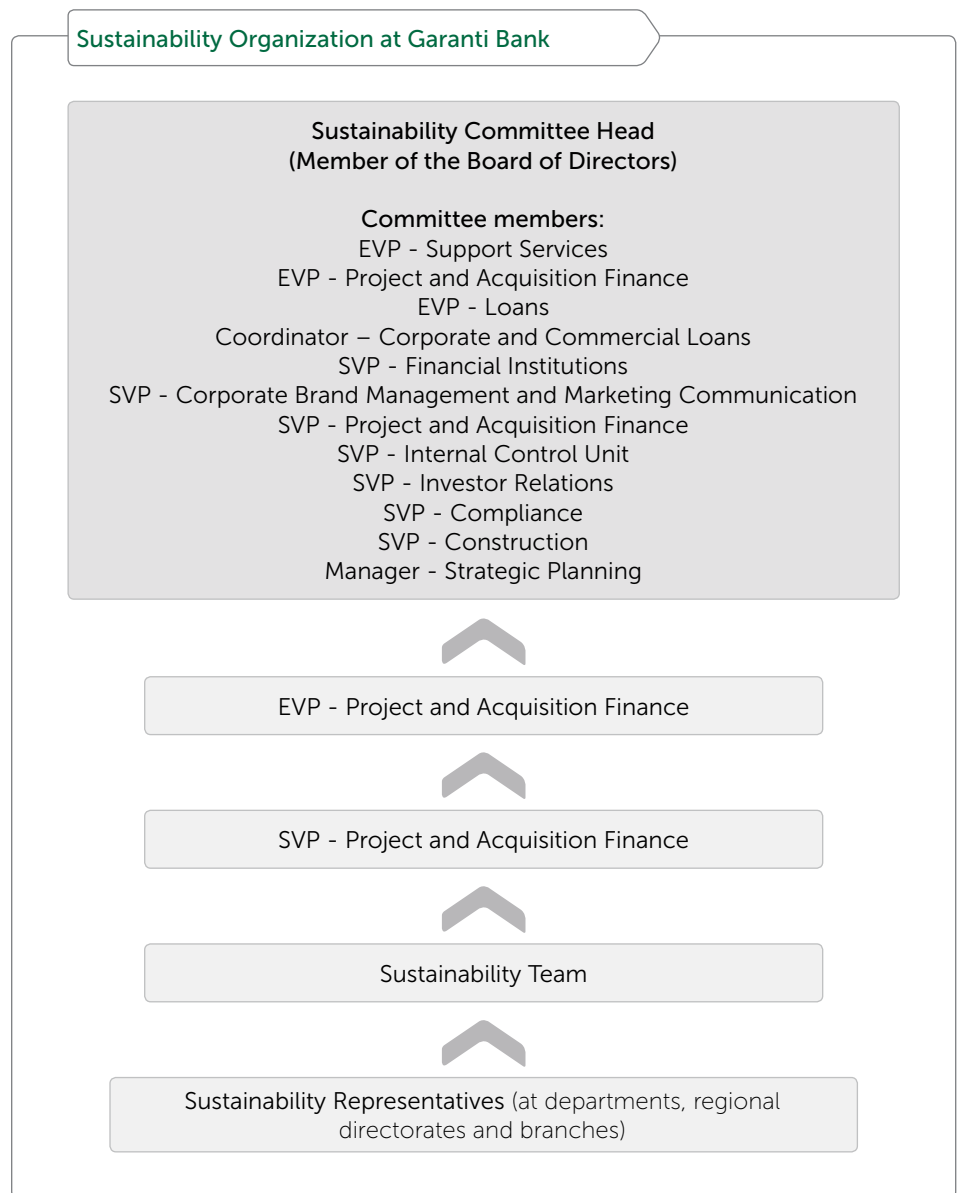 Sustainability Organization at Garanti Bank
Sustainability Committee Head
(Member of the Board of Directors)
Committee members:
EVP - Support Services
EVP - Project and Acquisition Finance
EVP - Loans
Coordinator – Corporate and Commercial Loans
SVP - Financial Institutions
SVP - Corporate Brand Management and Marketing Communication
SVP - Project and Acquisition Finance
SVP - Internal Control Unit
SVP - Investor Relations
SVP - Compliance
SVP - Construction
Manager - Strategic Planning
EVP - Project and Acquisition Finance
SVP - Project and Acquisition Finance
Sustainability Team
Sustainability Representatives (at departments, regional
directorates and branches)